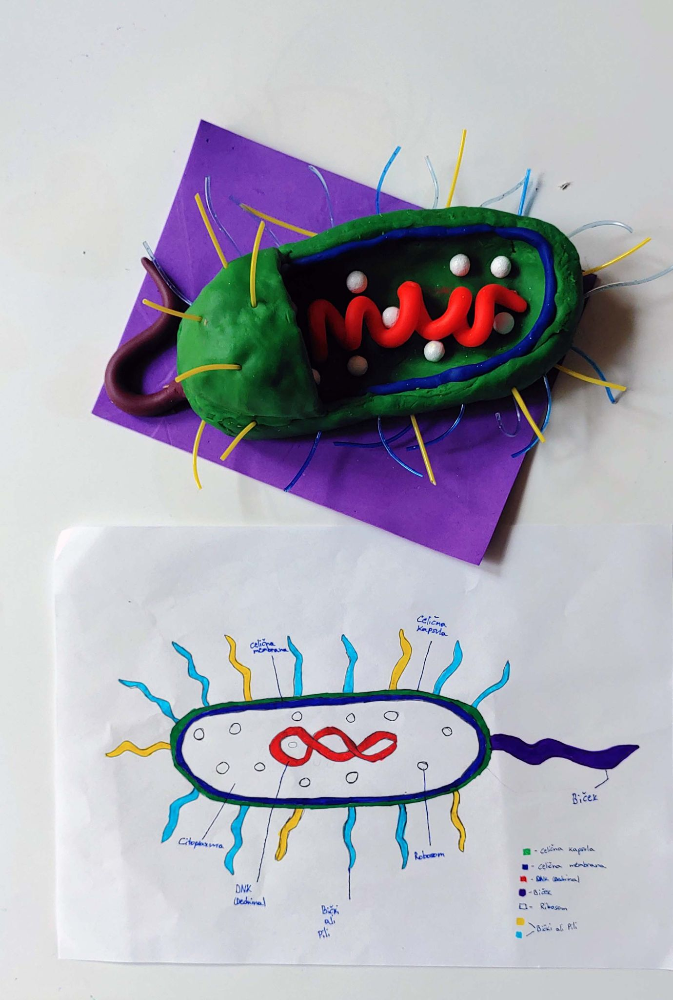 Celična
kapsula
celična
membrana
Biček
Citoplazma
Robosom
DNK
(Dednina)
Bički
ali
Pili
- celična kapsula
- celična membrana
- DNK (Dednina)
- Biček
- Ribosom
Bički ali Pili